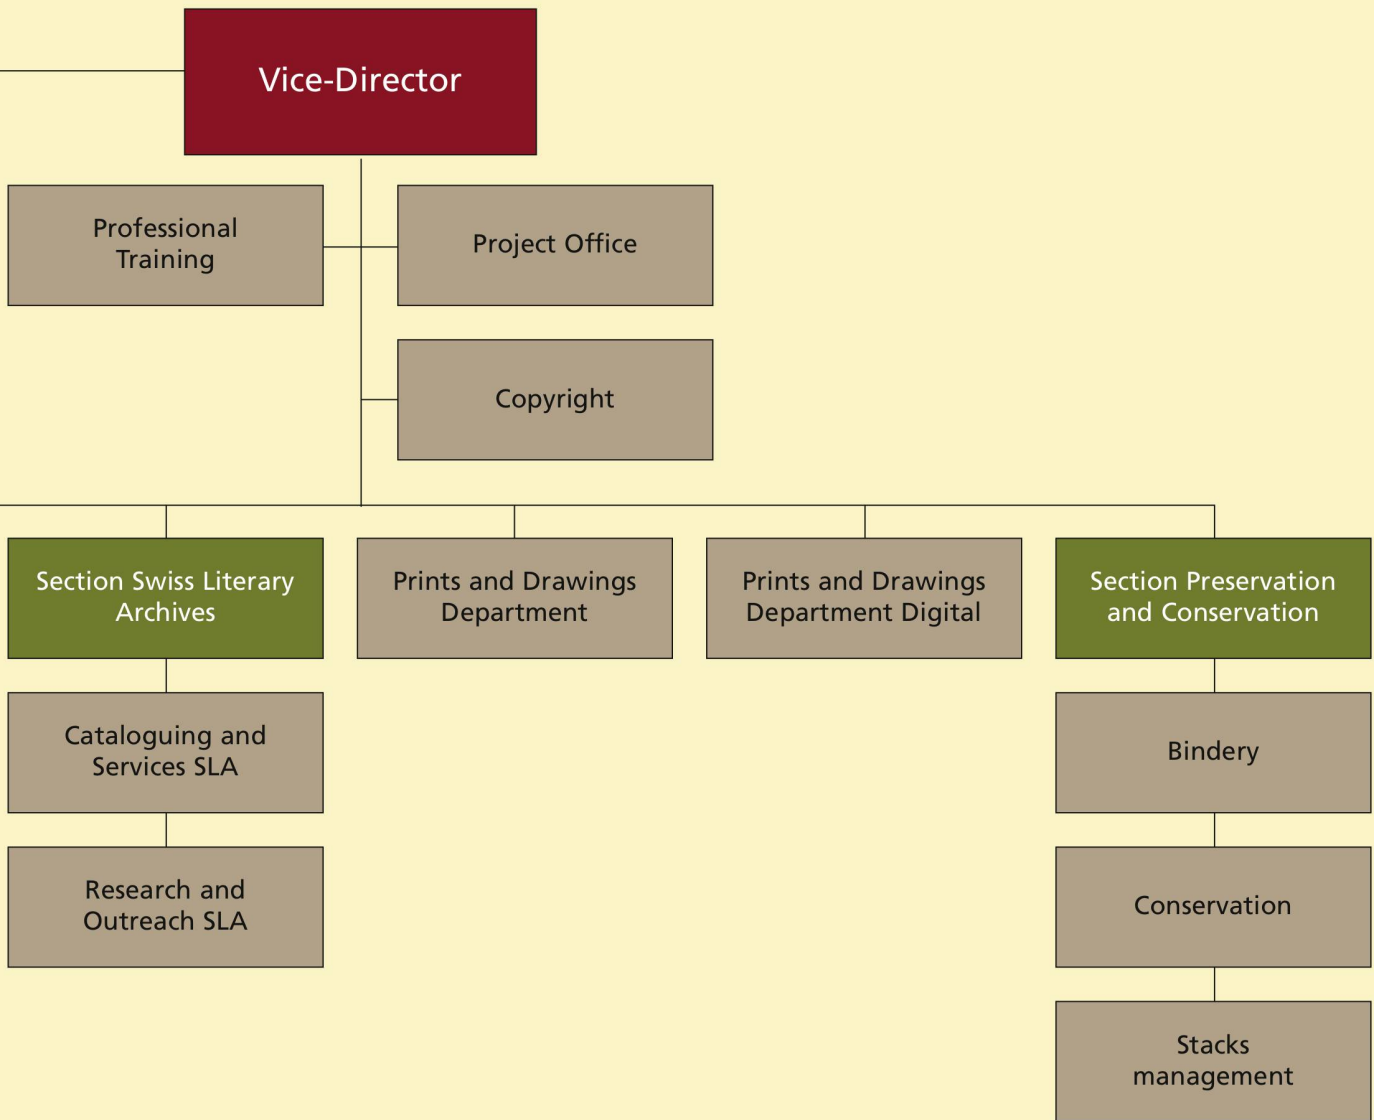 Vice-Director
Professional
Training
Project Office
Copyright
Section Swiss Literary
Archives
Prints and Drawings
Department
Prints and Drawings
Department Digital
Section Preservation
and Conservation
Cataloguing and
Services SLA
Bindery
Research and
Outreach SLA
Conservation
Stacks
management